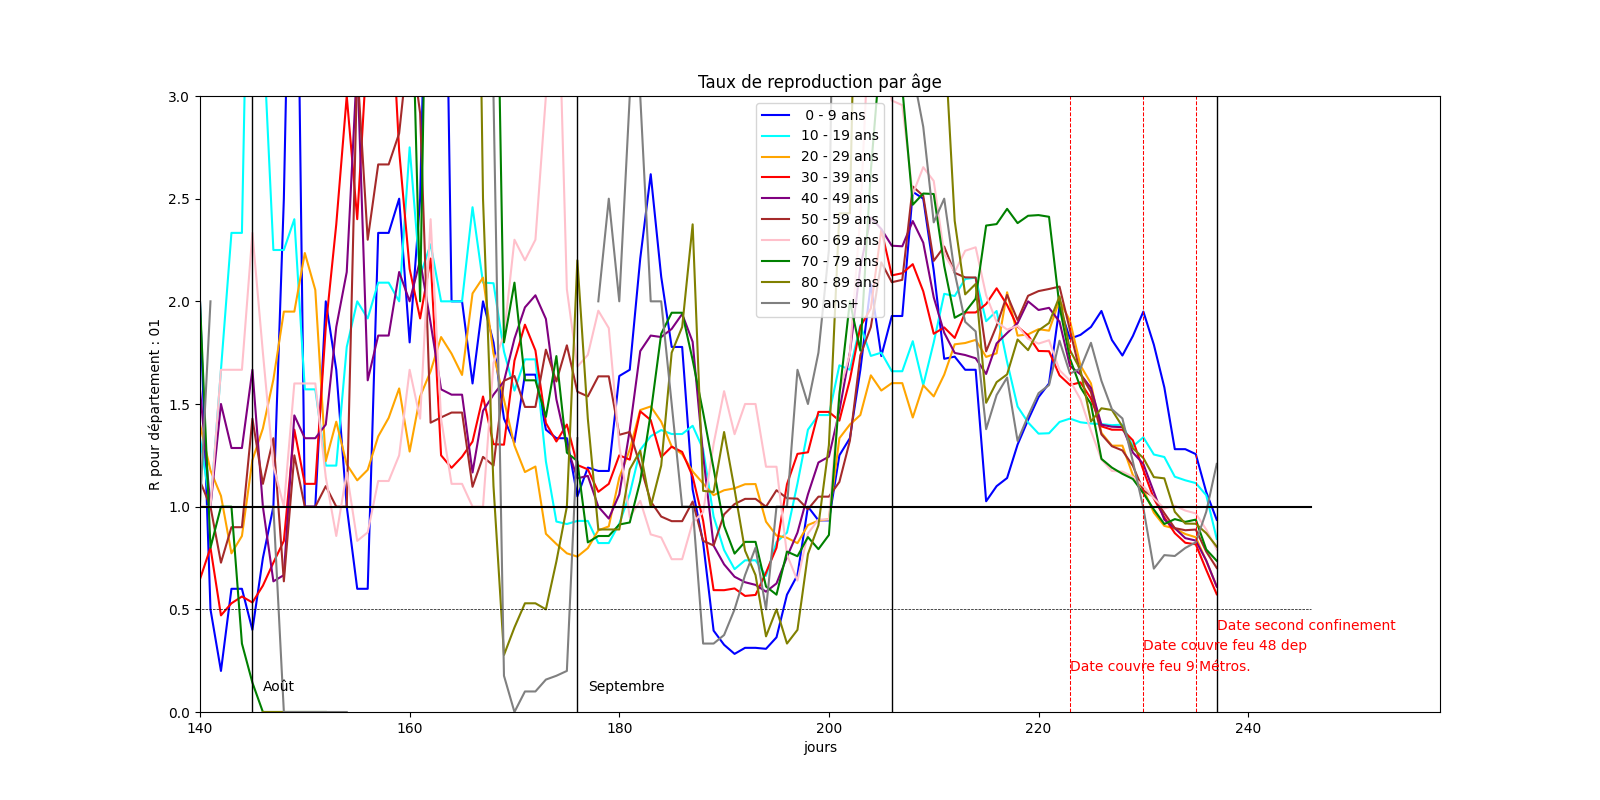 Taux de reproduction par âge
R pour département : 01
3.0
2.5
2.0
1.5
1.0
0.5
0.0
0 - 9 ans
10 - 19 ans
20 - 29 ans
30 - 39 ans
40 - 49 ans
50 - 59 ans
60 - 69 ans
70 - 79 ans
80 - 89 ans
90 ans+
Date second confinement
Date couvre feu 48 dep
Date couvre feu 9 Métros.
Août
Septembre
140
160
180
200
220
240
jours